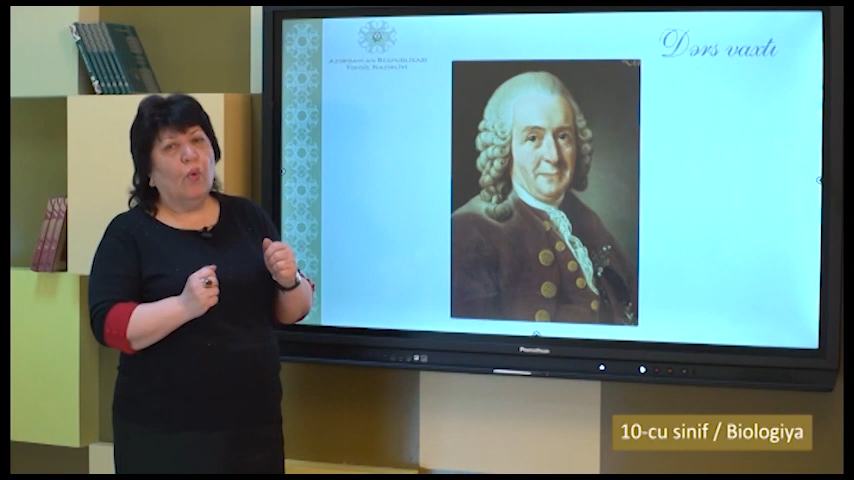 AZƏRBAYCAN RESPUBLİKASI
TƏHSİL NAZİRLİYİ
Dərs vaxtı
Promethean
10-cu sinif / Biologiya